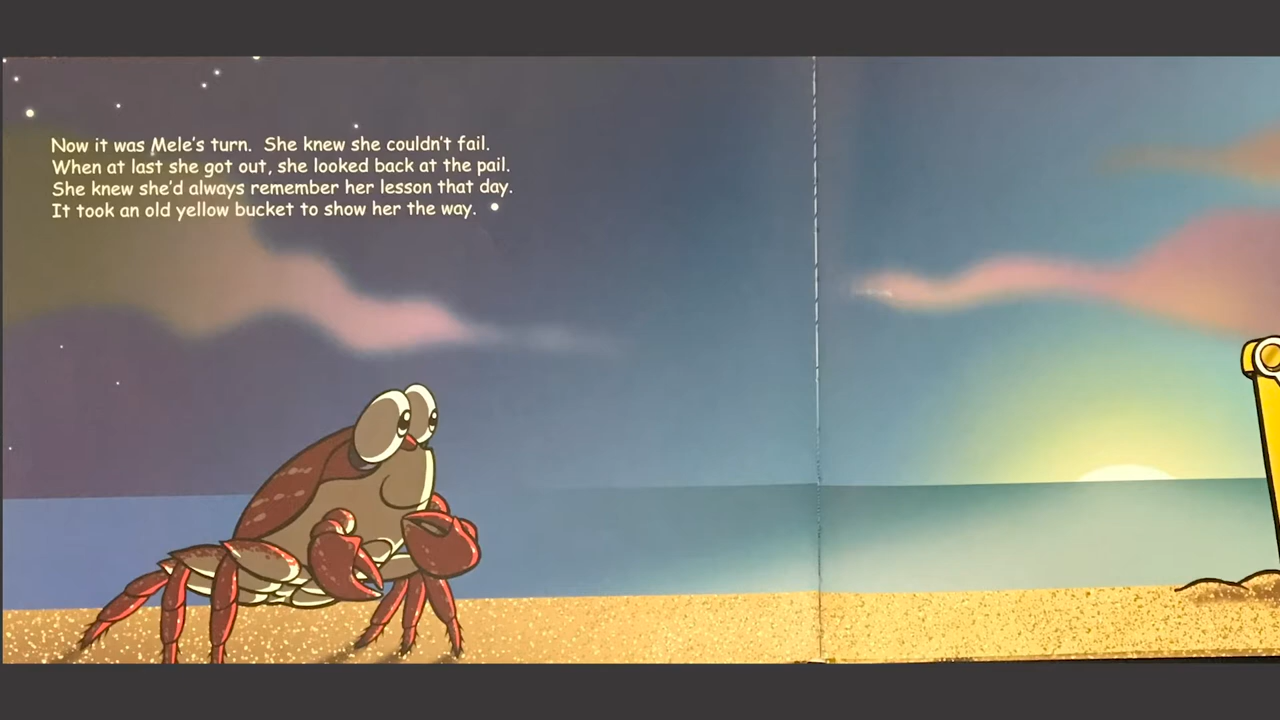 Now it was Mele's turn.  She knew she couldn't fail.
When at last she got out, she looked back at the pail.
She knew she'd always remember her lesson that day.
It took an old yellow bucket to show her the way.